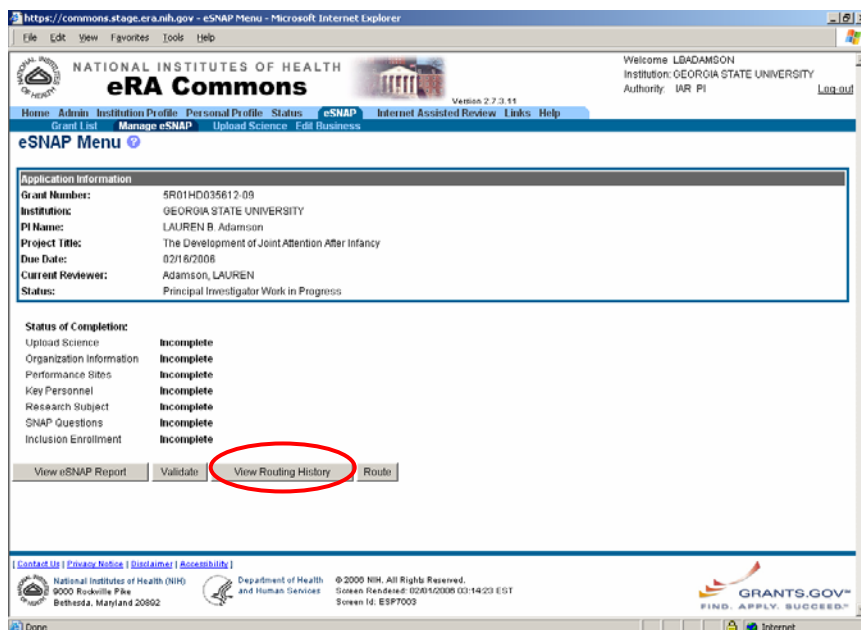 https://commons.stage.era.nih.gov - eSNAP Menu - Microsoft Internet Explorer
File Edit View Favorites Tools Help
NATIONAL INSTITUTES OF HEALTH
eRA Commons
Version 2.7.3.11
Welcome LBADAMSON
Institution: GEORGIA STATE UNIVERSITY
Authority: IAR PI
Log-out
Home Admin Institution Profile Personal Profile Status eSNAP Internet Assisted Review Links Help
Grant List Manage eSNAP Upload Science Edit Business
eSNAP Menu ?
Application Information
Grant Number: 5R01HD035612-09
Institution: GEORGIA STATE UNIVERSITY
PI Name: LAUREN B. Adamson
Project Title: The Development of Joint Attention After Infancy
Due Date: 02/16/2006
Current Reviewer: Adamson, LAUREN
Status: Principal Investigator Work in Progress
Status of Completion:
Upload Science Incomplete
Organization Information Incomplete
Performance Sites Incomplete
Key Personnel Incomplete
Research Subject Incomplete
SNAP Questions Incomplete
Inclusion Enrollment Incomplete
View eSNAP Report Validate View Routing History Route
[ Contact Us | Privacy Notice | Disclaimer | Accessibility ]
National Institutes of Health (NIH)
9000 Rockville Pike
Bethesda, Maryland 20892
Department of Health
and Human Services
© 2006 NIH. All Rights Reserved.
Screen Rendered: 02/01/2006 03:14:23 EST
Screen Id: ESP7003
GRANTS.GOV℠
FIND. APPLY. SUCCEED.℠
Done
Internet